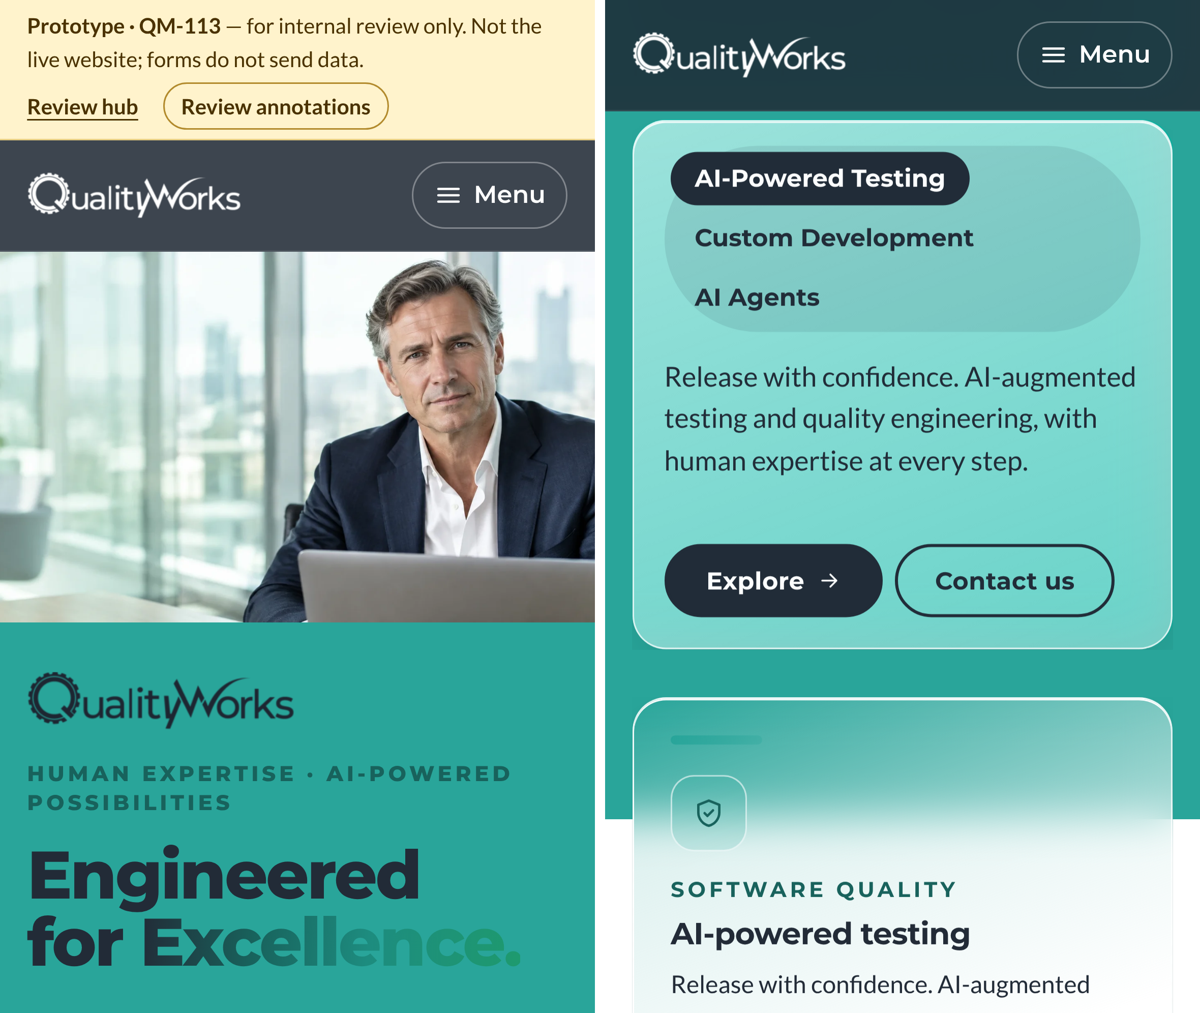 Prototype · QM-113 — for internal review only. Not the
live website; forms do not send data.
Review hub
Review annotations
QualityWorks
Menu
QualityWorks
HUMAN EXPERTISE · AI-POWERED
POSSIBILITIES
Engineered
for Excellence.
QualityWorks
Menu
AI-Powered Testing
Custom Development
AI Agents
Release with confidence. AI-augmented
testing and quality engineering, with
human expertise at every step.
Explore →
Contact us
SOFTWARE QUALITY
AI-powered testing
Release with confidence. AI-augmented